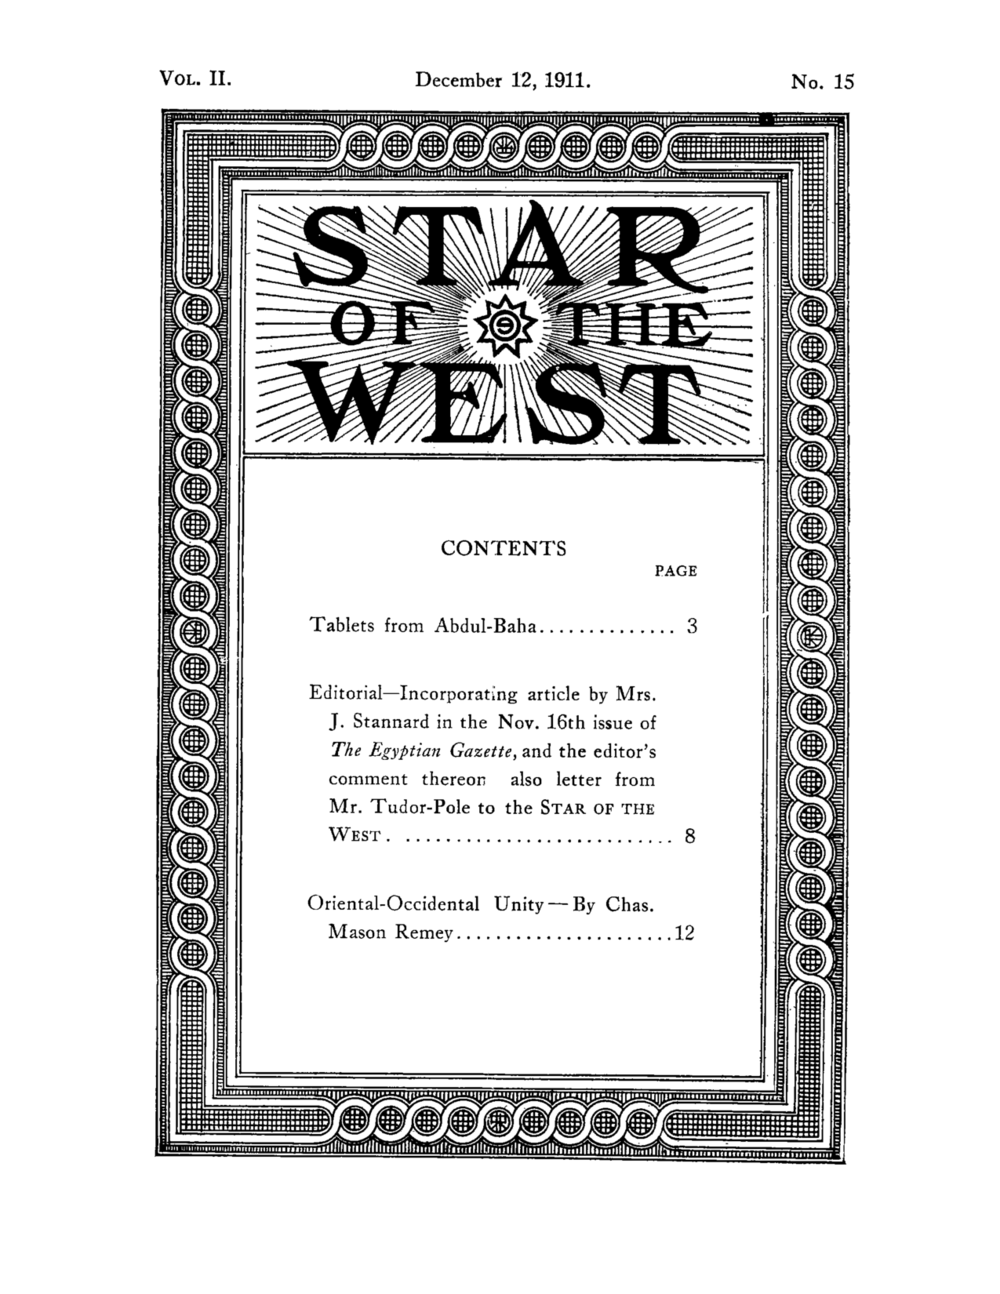 VOL. II. December 12, 1911. No. 15
STAR
OF 9 THE
WEST
CONTENTS
PAGE
Tablets from Abdul-Baha.............. 3
Editorial—Incorporating article by Mrs.
J. Stannard in the Nov. 16th issue of
The Egyptian Gazette, and the editor's
comment thereon also letter from
Mr. Tudor-Pole to the STAR OF THE
WEST. ........................... 8
Oriental-Occidental Unity—By Chas.
Mason Remey......................12